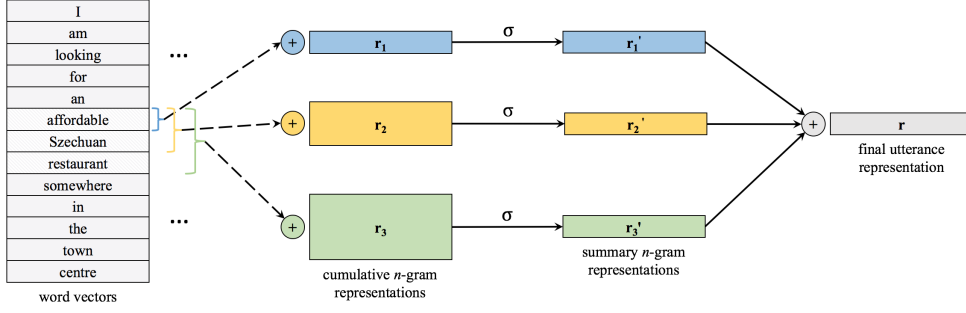 I
am
looking
for
an
affordable
Szechuan
restaurant
somewhere
in
the
town
centre
word vectors
...
...
+
+
+
r₁
r₂
r₃
cumulative n-gram
representations
σ
σ
σ
r₁'
r₂'
r₃'
summary n-gram
representations
+
r
final utterance
representation